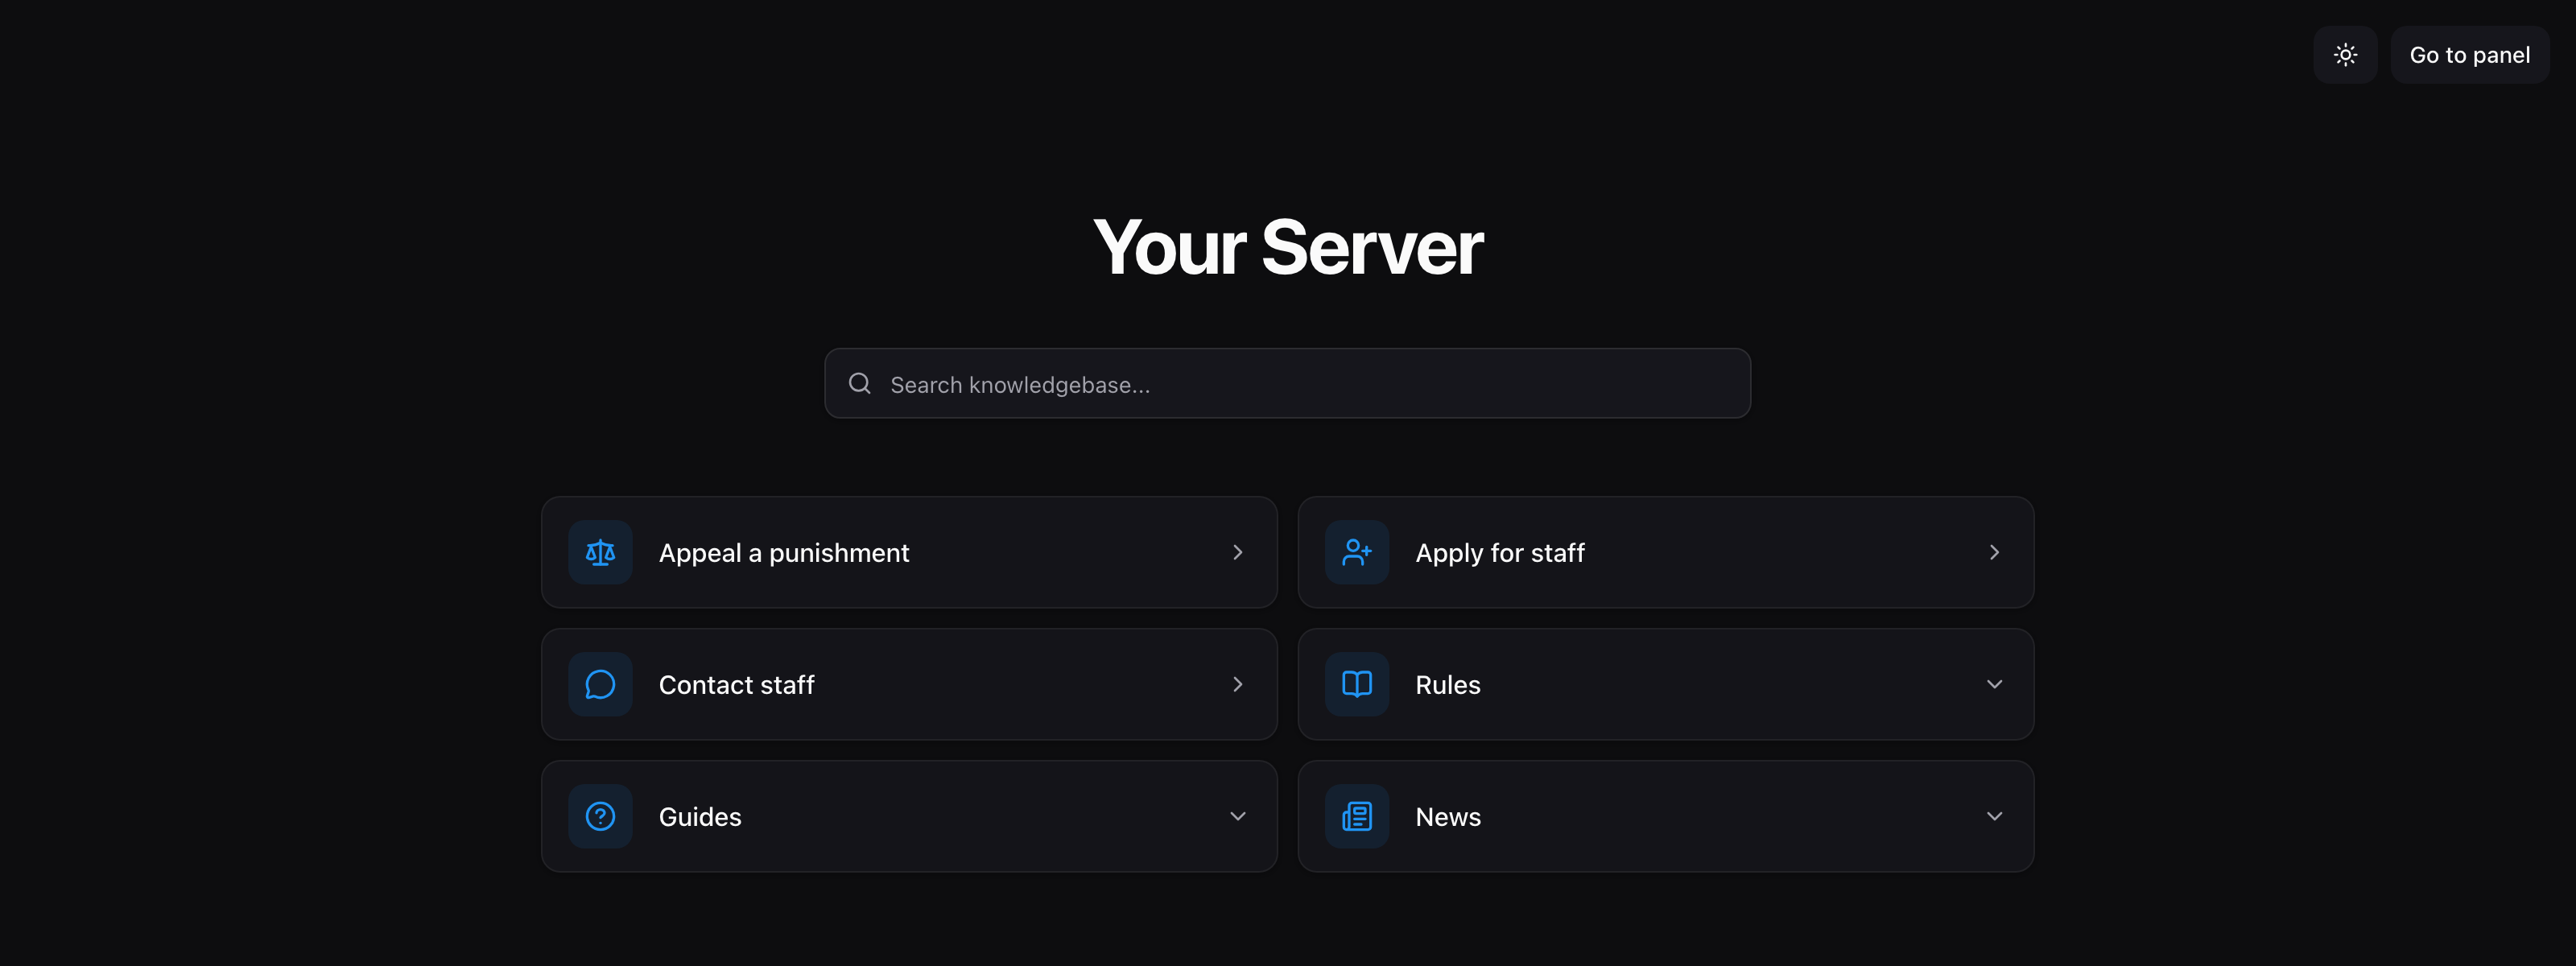 Go to panel
Your Server
Search knowledgebase...
Appeal a punishment
Apply for staff
Contact staff
Rules
Guides
News